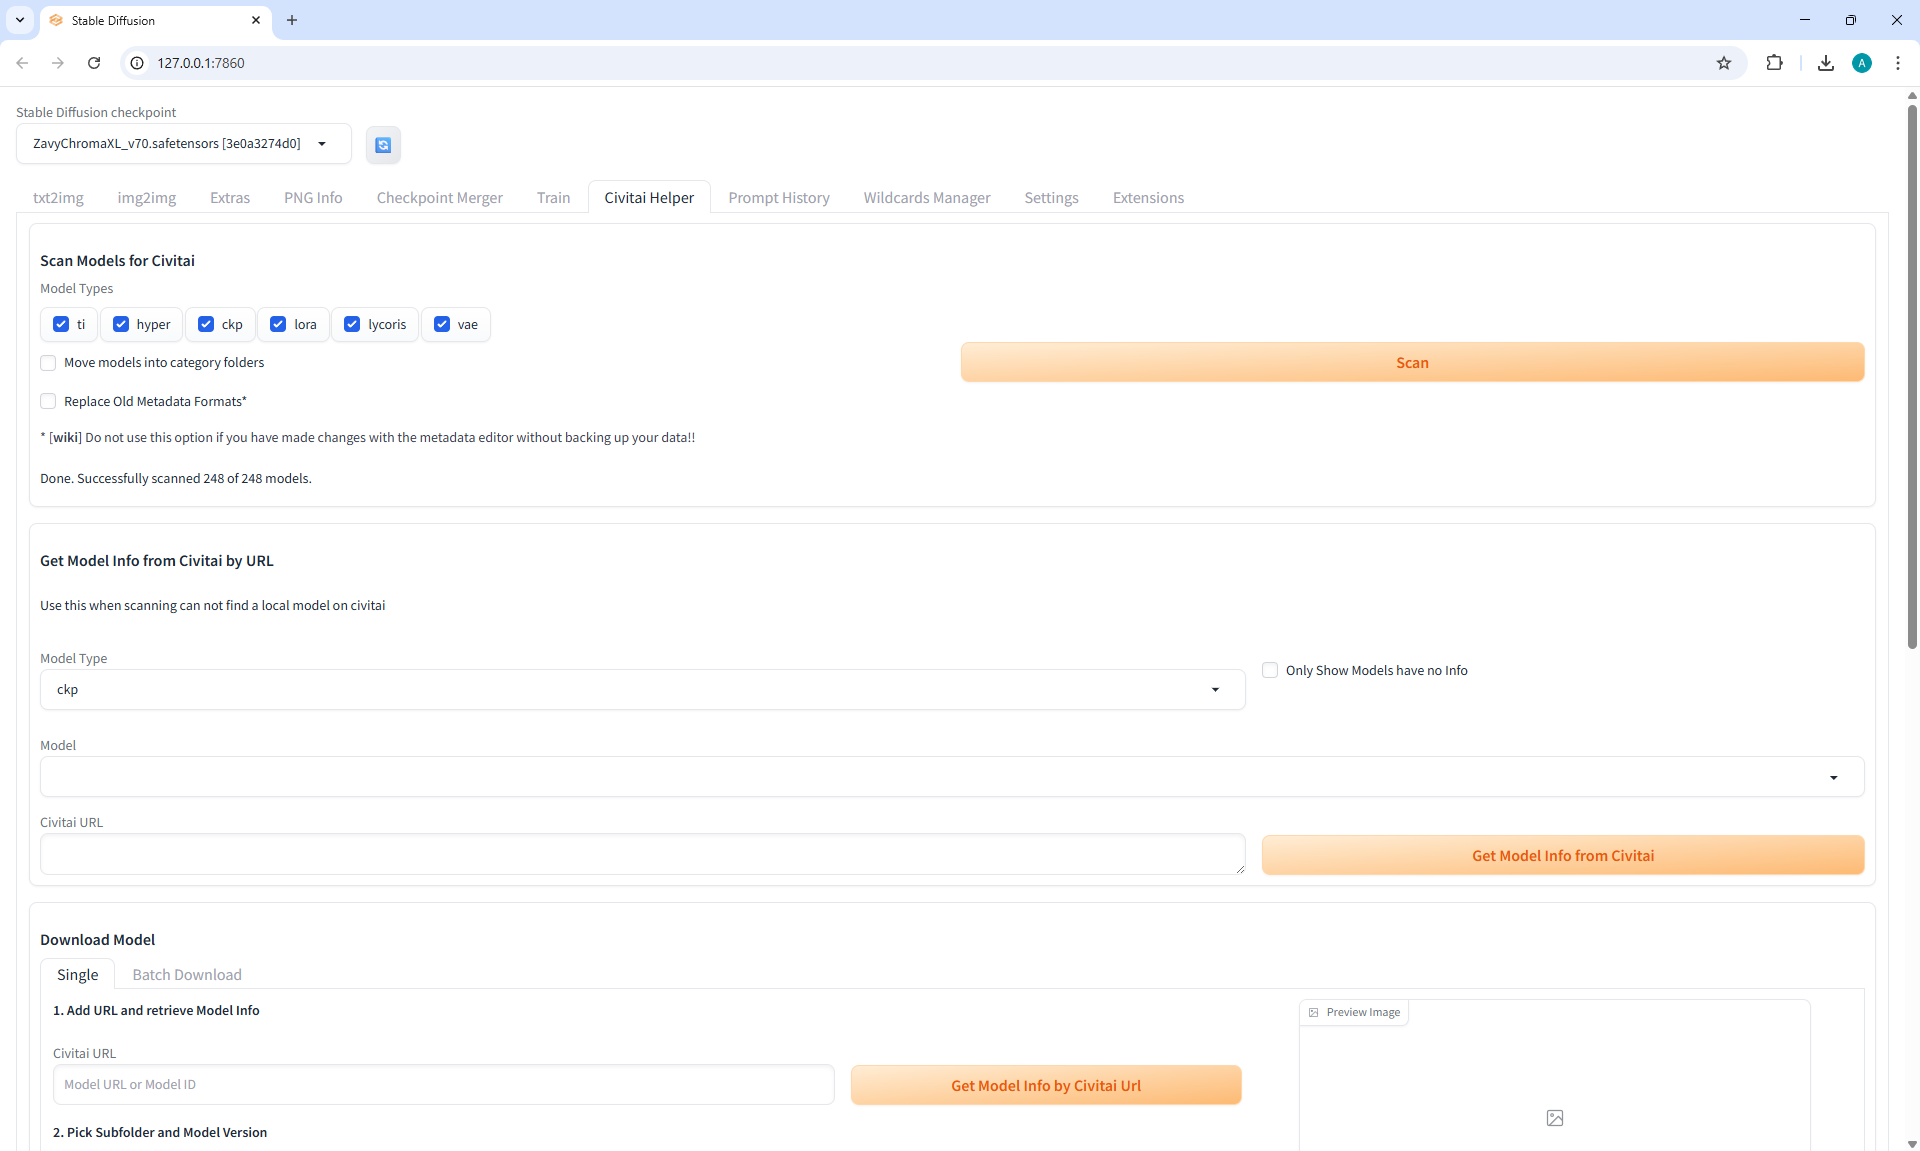 Stable Diffusion
127.0.0.1:7860
A
Stable Diffusion checkpoint
ZavyChromaXL_v70.safetensors [3e0a3274d0]
txt2img img2img Extras PNG Info Checkpoint Merger Train Civitai Helper Prompt History Wildcards Manager Settings Extensions
Scan Models for Civitai
Model Types
ti hyper ckp lora lycoris vae
Move models into category folders
Scan
Replace Old Metadata Formats*
* [wiki] Do not use this option if you have made changes with the metadata editor without backing up your data!!
Done. Successfully scanned 248 of 248 models.
Get Model Info from Civitai by URL
Use this when scanning can not find a local model on civitai
Model Type
ckp
Only Show Models have no Info
Model
Civitai URL
Get Model Info from Civitai
Download Model
Single Batch Download
1. Add URL and retrieve Model Info
Preview Image
Civitai URL
Model URL or Model ID
Get Model Info by Civitai Url
2. Pick Subfolder and Model Version